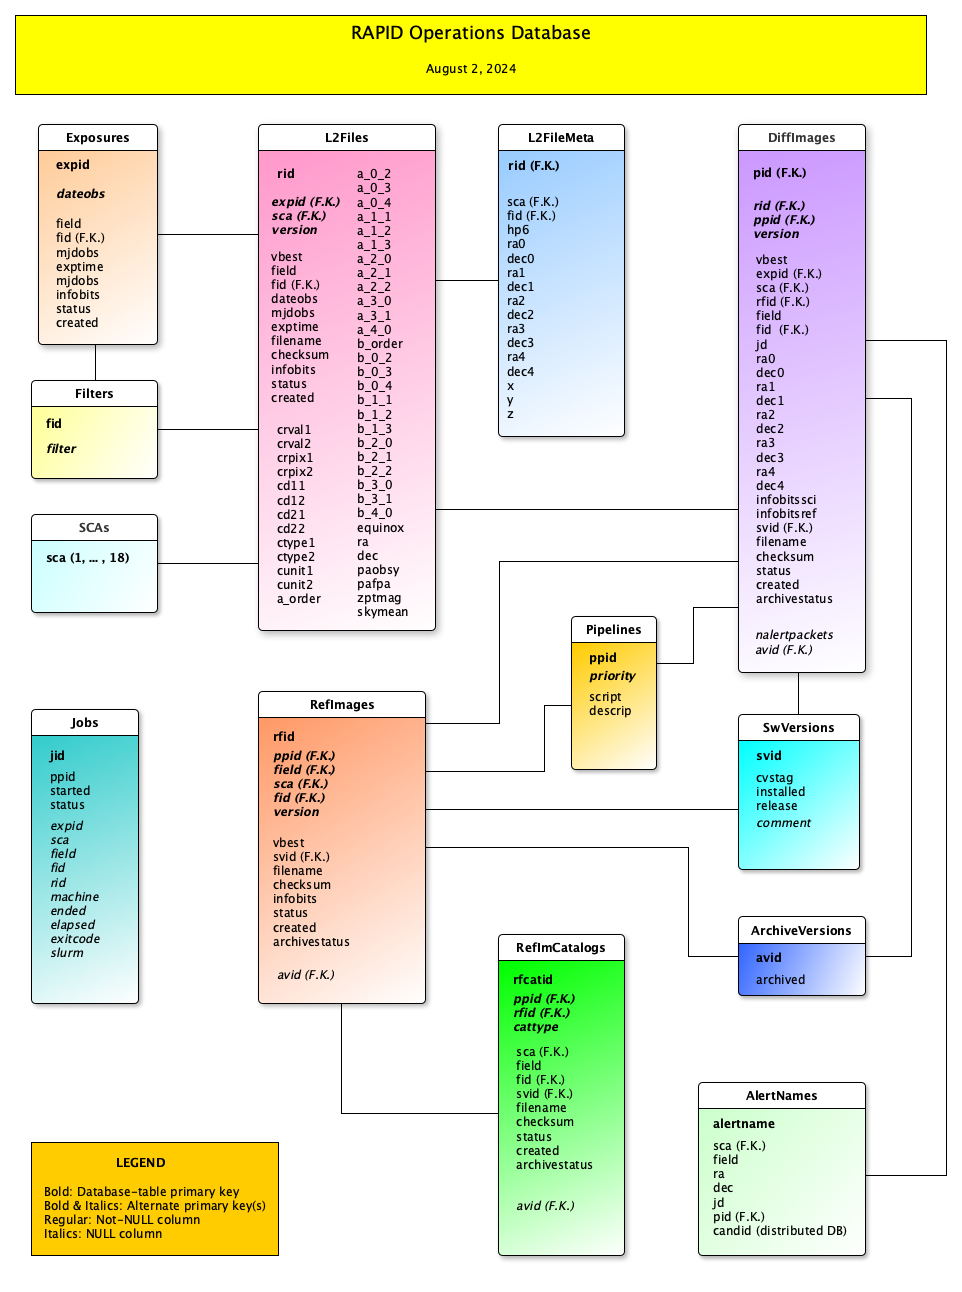 RAPID Operations Database
August 2, 2024
Exposures
expid
dateobs
field
fid (F.K.)
mjdobs
exptime
mjdobs
infobits
status
created
Filters
fid
filter
SCAs
sca (1, ... , 18)
L2Files
rid
expid (F.K.)
sca (F.K.)
version
vbest
field
fid (F.K.)
dateobs
mjdobs
exptime
filename
checksum
infobits
status
created
crval1
crval2
crpix1
crpix2
cd11
cd12
cd21
cd22
ctype1
ctype2
cunit1
cunit2
a_order
a_0_2
a_0_3
a_0_4
a_1_1
a_1_2
a_1_3
a_2_0
a_2_1
a_2_2
a_3_0
a_3_1
a_4_0
b_order
b_0_2
b_0_3
b_0_4
b_1_1
b_1_2
b_1_3
b_2_0
b_2_1
b_2_2
b_3_0
b_3_1
b_4_0
equinox
ra
dec
paobsy
pafpa
zptmag
skymean
L2FileMeta
rid (F.K.)
sca (F.K.)
fid (F.K.)
hp6
ra0
dec0
ra1
dec1
ra2
dec2
ra3
dec3
ra4
dec4
x
y
z
DiffImages
pid (F.K.)
rid (F.K.)
ppid (F.K.)
version
vbest
expid (F.K.)
sca (F.K.)
rfid (F.K.)
field
fid (F.K.)
jd
ra0
dec0
ra1
dec1
ra2
dec2
ra3
dec3
ra4
dec4
infobitssci
infobitsref
svid (F.K.)
filename
checksum
status
created
archivestatus
nalertpackets
avid (F.K.)
Pipelines
ppid
priority
script
descrip
Jobs
jid
ppid
started
status
expid
sca
field
fid
rid
machine
ended
elapsed
exitcode
slurm
RefImages
rfid
ppid (F.K.)
field (F.K.)
sca (F.K.)
fid (F.K.)
version
vbest
svid (F.K.)
filename
checksum
infobits
status
created
archivestatus
avid (F.K.)
SwVersions
svid
cvstag
installed
release
comment
ArchiveVersions
avid
archived
RefImCatalogs
rfcatid
ppid (F.K.)
rfid (F.K.)
cattype
sca (F.K.)
field
fid (F.K.)
svid (F.K.)
filename
checksum
status
created
archivestatus
avid (F.K.)
AlertNames
alertname
sca (F.K.)
field
ra
dec
jd
pid (F.K.)
candid (distributed DB)
LEGEND
Bold: Database-table primary key
Bold & Italics: Alternate primary key(s)
Regular: Not-NULL column
Italics: NULL column